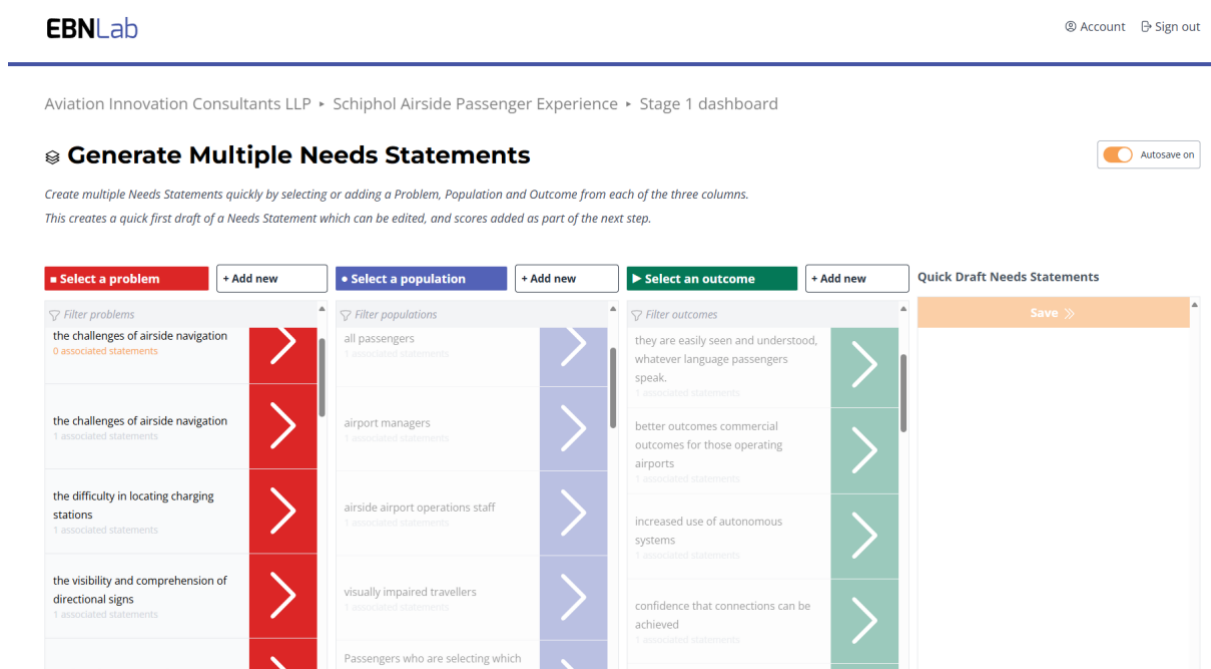 EBNLab
Account
Sign out
Aviation Innovation Consultants LLP ▸ Schiphol Airside Passenger Experience ▸ Stage 1 dashboard
Generate Multiple Needs Statements
Autosave on
Create multiple Needs Statements quickly by selecting or adding a Problem, Population and Outcome from each of the three columns.
This creates a quick first draft of a Needs Statement which can be edited, and scores added as part of the next step.
Select a problem
+ Add new
Filter problems
the challenges of airside navigation
0 associated statements
the challenges of airside navigation
1 associated statements
the difficulty in locating charging
stations
1 associated statements
the visibility and comprehension of
directional signs
1 associated statements
Select a population
+ Add new
Filter populations
all passengers
1 associated statements
airport managers
1 associated statements
airside airport operations staff
1 associated statements
visually impaired travellers
1 associated statements
Passengers who are selecting which
Select an outcome
+ Add new
Filter outcomes
they are easily seen and understood,
whatever language passengers
speak.
1 associated statements
better outcomes commercial
outcomes for those operating
airports
1 associated statements
increased use of autonomous
systems
1 associated statements
confidence that connections can be
achieved
1 associated statements
Quick Draft Needs Statements
Save